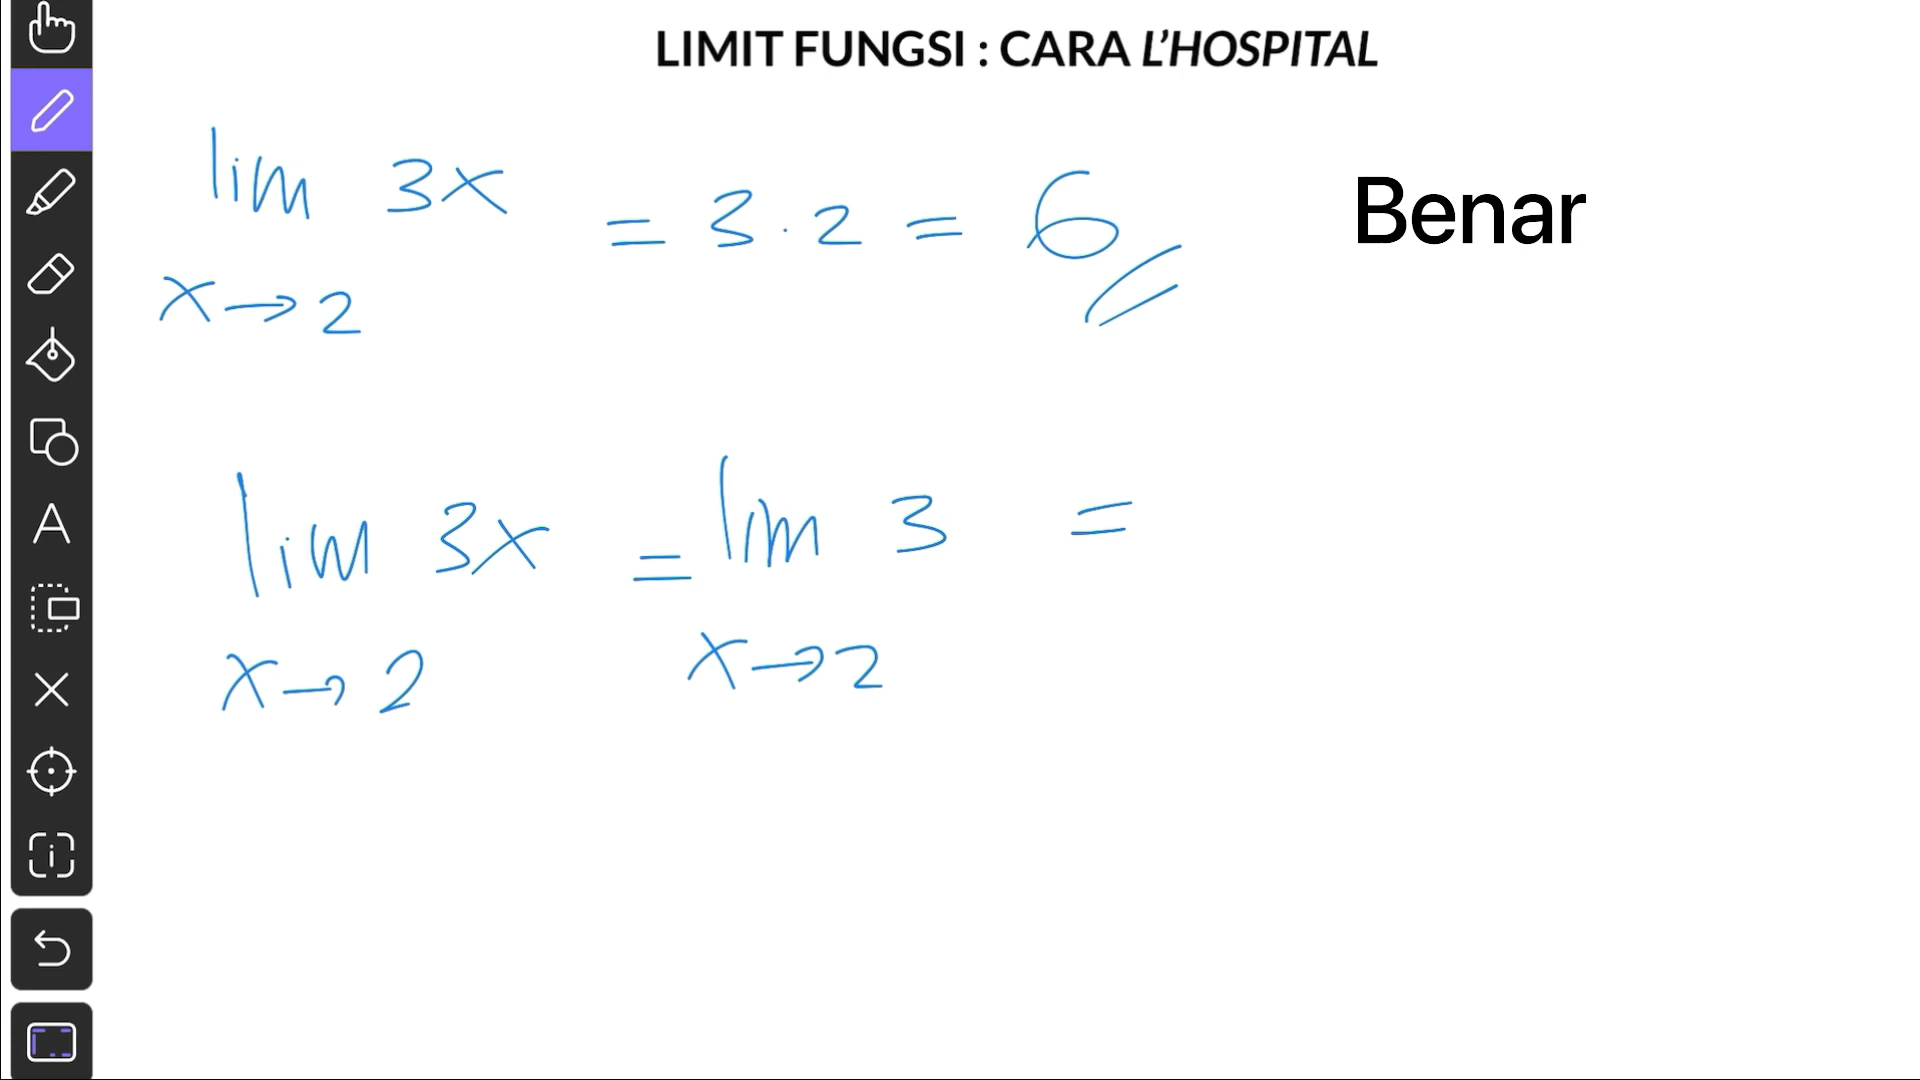 LIMIT FUNGSI : CARA L'HOSPITAL
lim 3x = 3 . 2 = 6 Benar
x → 2
lim 3x = lim 3 =
x → 2 x → 2